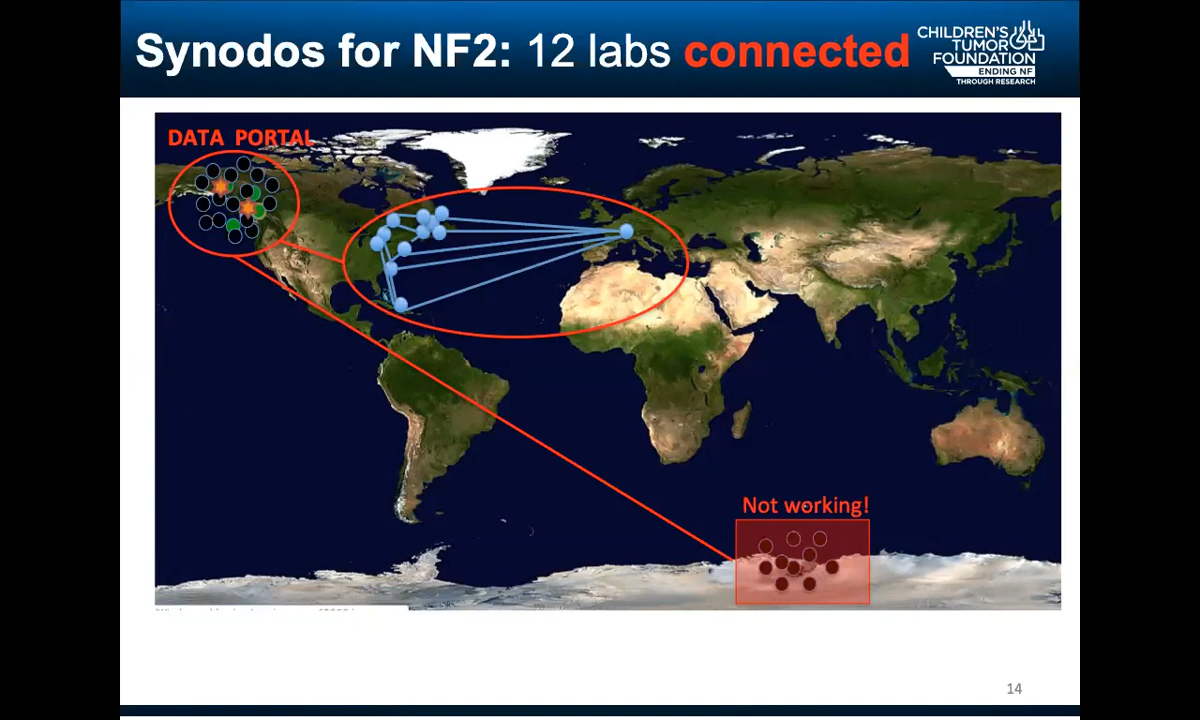 Synodos for NF2: 12 labs connected
CHILDREN'S
TUMOR
FOUNDATION
ENDING NF
THROUGH RESEARCH
DATA PORTAL
Not working!
14